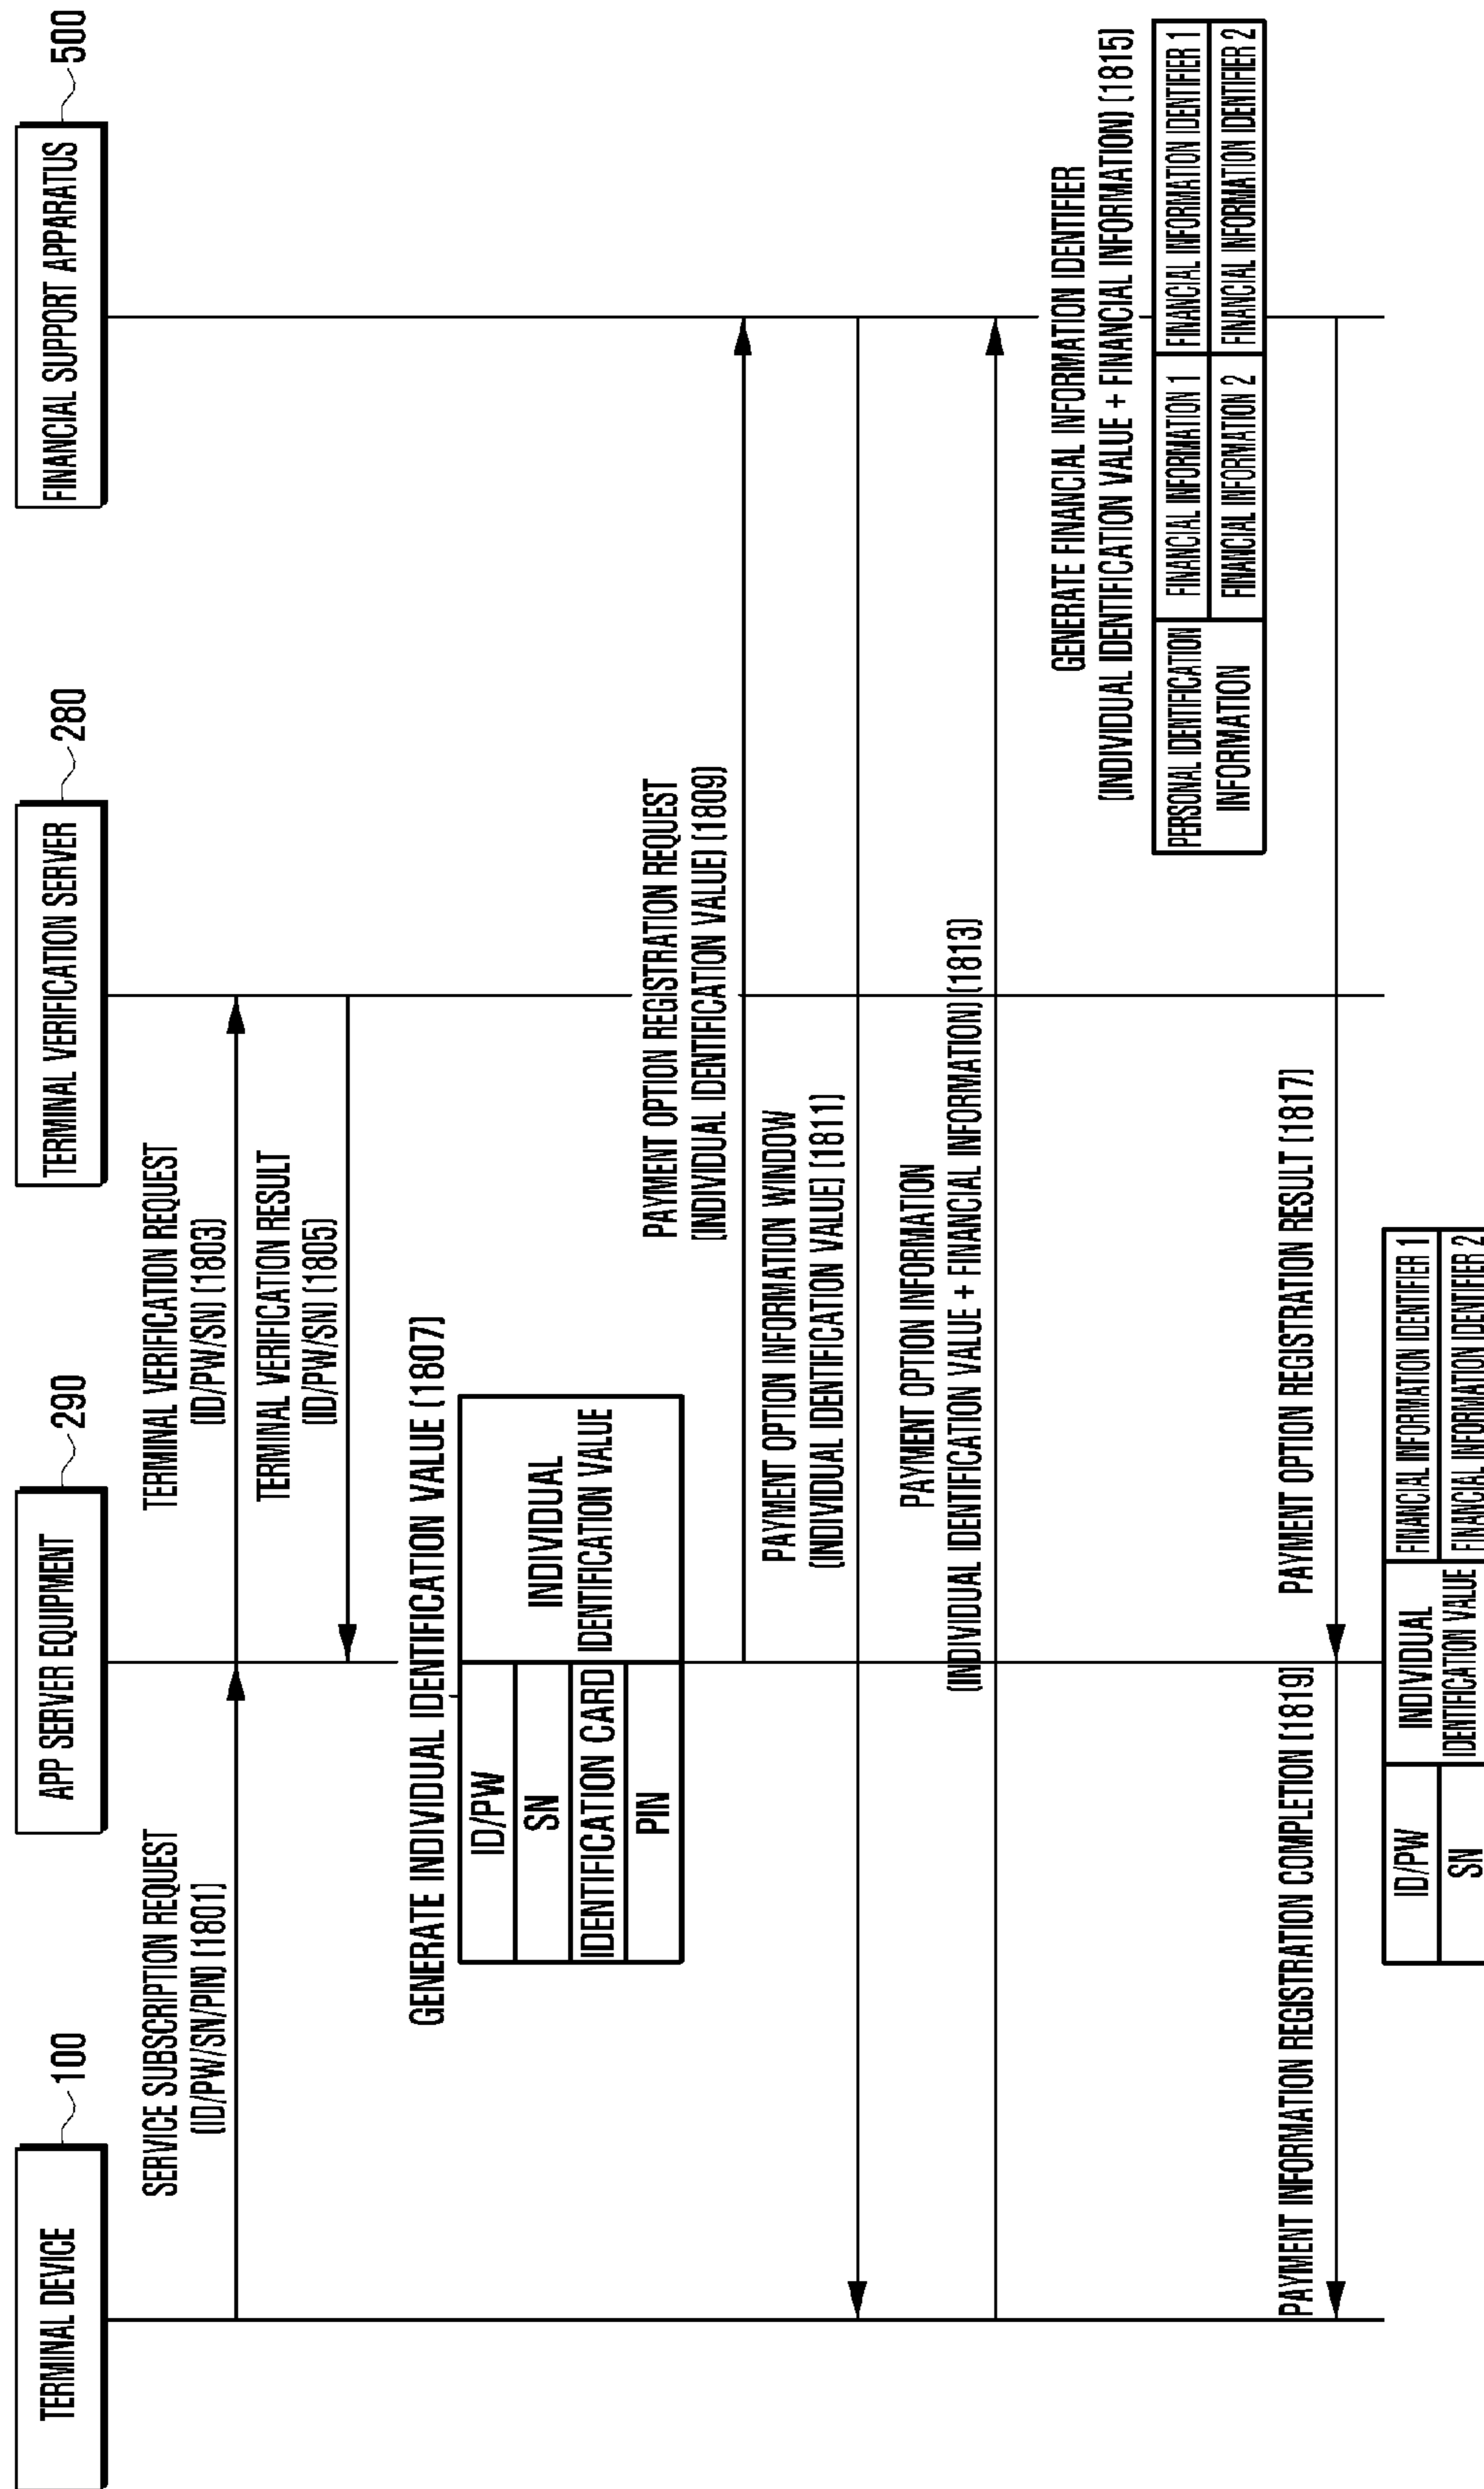 TERMINAL DEVICE
100
APP SERVER EQUIPMENT
290
TERMINAL VERIFICATION SERVER
280
FINANCIAL SUPPORT APPARATUS
500
SERVICE SUBSCRIPTION REQUEST
(ID/PW/SN/PIN) (1801)
TERMINAL VERIFICATION REQUEST
(ID/PW/SN) (1803)
TERMINAL VERIFICATION RESULT
(ID/PW/SN) (1805)
GENERATE INDIVIDUAL IDENTIFICATION VALUE (1807)
ID/PW
SN
IDENTIFICATION CARD
PIN
INDIVIDUAL
IDENTIFICATION VALUE
PAYMENT OPTION REGISTRATION REQUEST
(INDIVIDUAL IDENTIFICATION VALUE) (1809)
PAYMENT OPTION INFORMATION WINDOW
(INDIVIDUAL IDENTIFICATION VALUE) (1811)
PAYMENT OPTION INFORMATION
(INDIVIDUAL IDENTIFICATION VALUE + FINANCIAL INFORMATION) (1813)
GENERATE FINANCIAL INFORMATION IDENTIFIER
(INDIVIDUAL IDENTIFICATION VALUE + FINANCIAL INFORMATION) (1815)
PERSONAL IDENTIFICATION
INFORMATION
FINANCIAL INFORMATION 1
FINANCIAL INFORMATION IDENTIFIER 1
FINANCIAL INFORMATION 2
FINANCIAL INFORMATION IDENTIFIER 2
PAYMENT OPTION REGISTRATION RESULT (1817)
PAYMENT INFORMATION REGISTRATION COMPLETION (1819)
ID/PW
SN
INDIVIDUAL
IDENTIFICATION VALUE
FINANCIAL INFORMATION IDENTIFIER 1
FINANCIAL INFORMATION IDENTIFIER 2